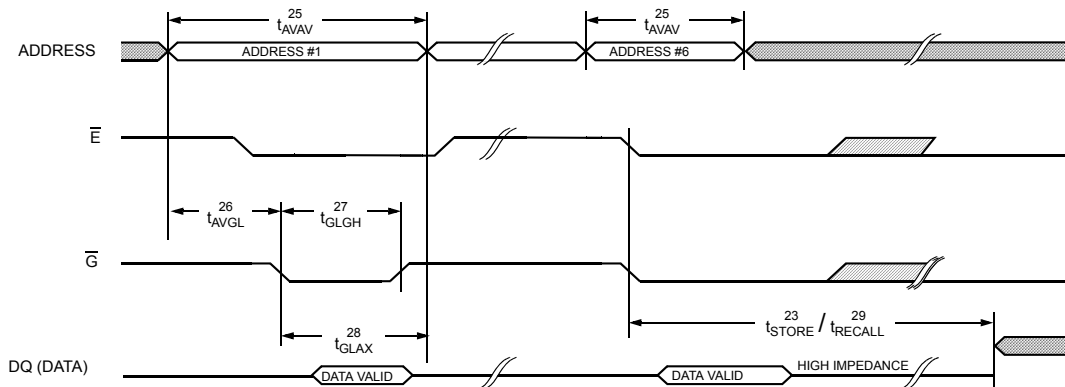 25
tAVAV
25
tAVAV
ADDRESS
ADDRESS #1
ADDRESS #6
E
26
tAVGL
27
tGLGH
G
28
tGLAX
23 29
tSTORE / tRECALL
DQ (DATA)
DATA VALID
DATA VALID
HIGH IMPEDANCE